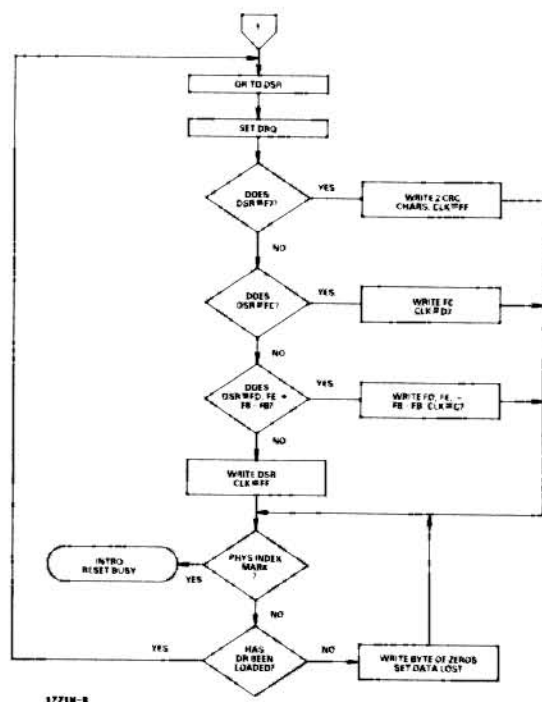 1
DR TO DSR
SET DRQ
DOES
DSR = F7?
YES
WRITE 2 CRC
CHARS, CLK = FF
NO
DOES
DSR = FC?
YES
WRITE FC
CLK = D7
NO
DOES
DSR = FD, FE +
F8 - FB?
YES
WRITE FD, FE, -
F8 - FB CLK = C7
NO
WRITE DSR
CLK = FF
PHYS INDEX
MARK
?
INTRQ
RESET BUSY
YES
NO
YES
HAS
DR BEEN
LOADED?
NO
WRITE BYTE OF ZEROS
SET DATA LOST